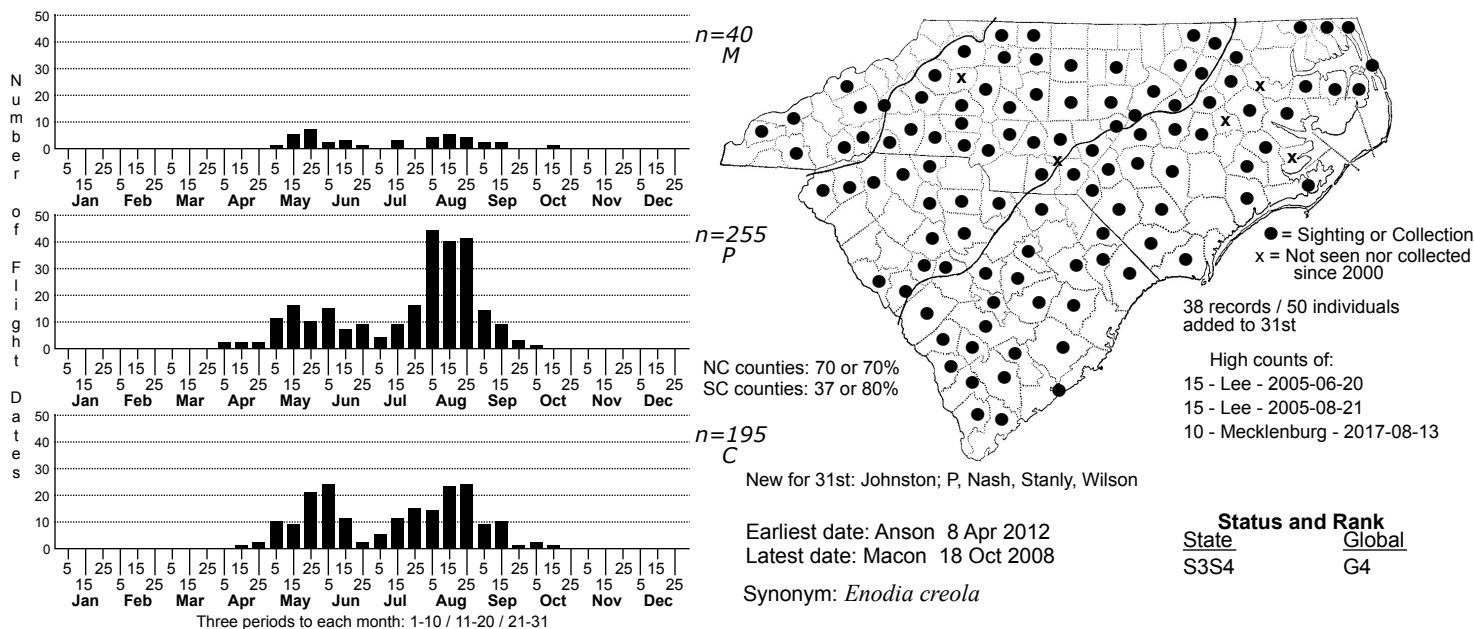 Number of Flight Dates
50
40
30
20
10
0
n=40
M
5 15 25 5 15 25 5 15 25 5 15 25 5 15 25 5 15 25 5 15 25 5 15 25 5 15 25 5 15 25 5 15 25 5 15 25
Jan Feb Mar Apr May Jun Jul Aug Sep Oct Nov Dec
50
40
30
20
10
0
n=255
P
5 15 25 5 15 25 5 15 25 5 15 25 5 15 25 5 15 25 5 15 25 5 15 25 5 15 25 5 15 25 5 15 25 5 15 25
Jan Feb Mar Apr May Jun Jul Aug Sep Oct Nov Dec
50
40
30
20
10
0
n=195
C
5 15 25 5 15 25 5 15 25 5 15 25 5 15 25 5 15 25 5 15 25 5 15 25 5 15 25 5 15 25 5 15 25 5 15 25
Jan Feb Mar Apr May Jun Jul Aug Sep Oct Nov Dec
Three periods to each month: 1-10 / 11-20 / 21-31
x
x
x
x
x
= Sighting or Collection
x = Not seen nor collected
since 2000
38 records / 50 individuals
added to 31st
NC counties: 70 or 70%
SC counties: 37 or 80%
High counts of:
15 - Lee - 2005-06-20
15 - Lee - 2005-08-21
10 - Mecklenburg - 2017-08-13
New for 31st: Johnston; P, Nash, Stanly, Wilson
Earliest date: Anson 8 Apr 2012
Latest date: Macon 18 Oct 2008
Synonym: Enodia creola
Status and Rank
State Global
S3S4 G4